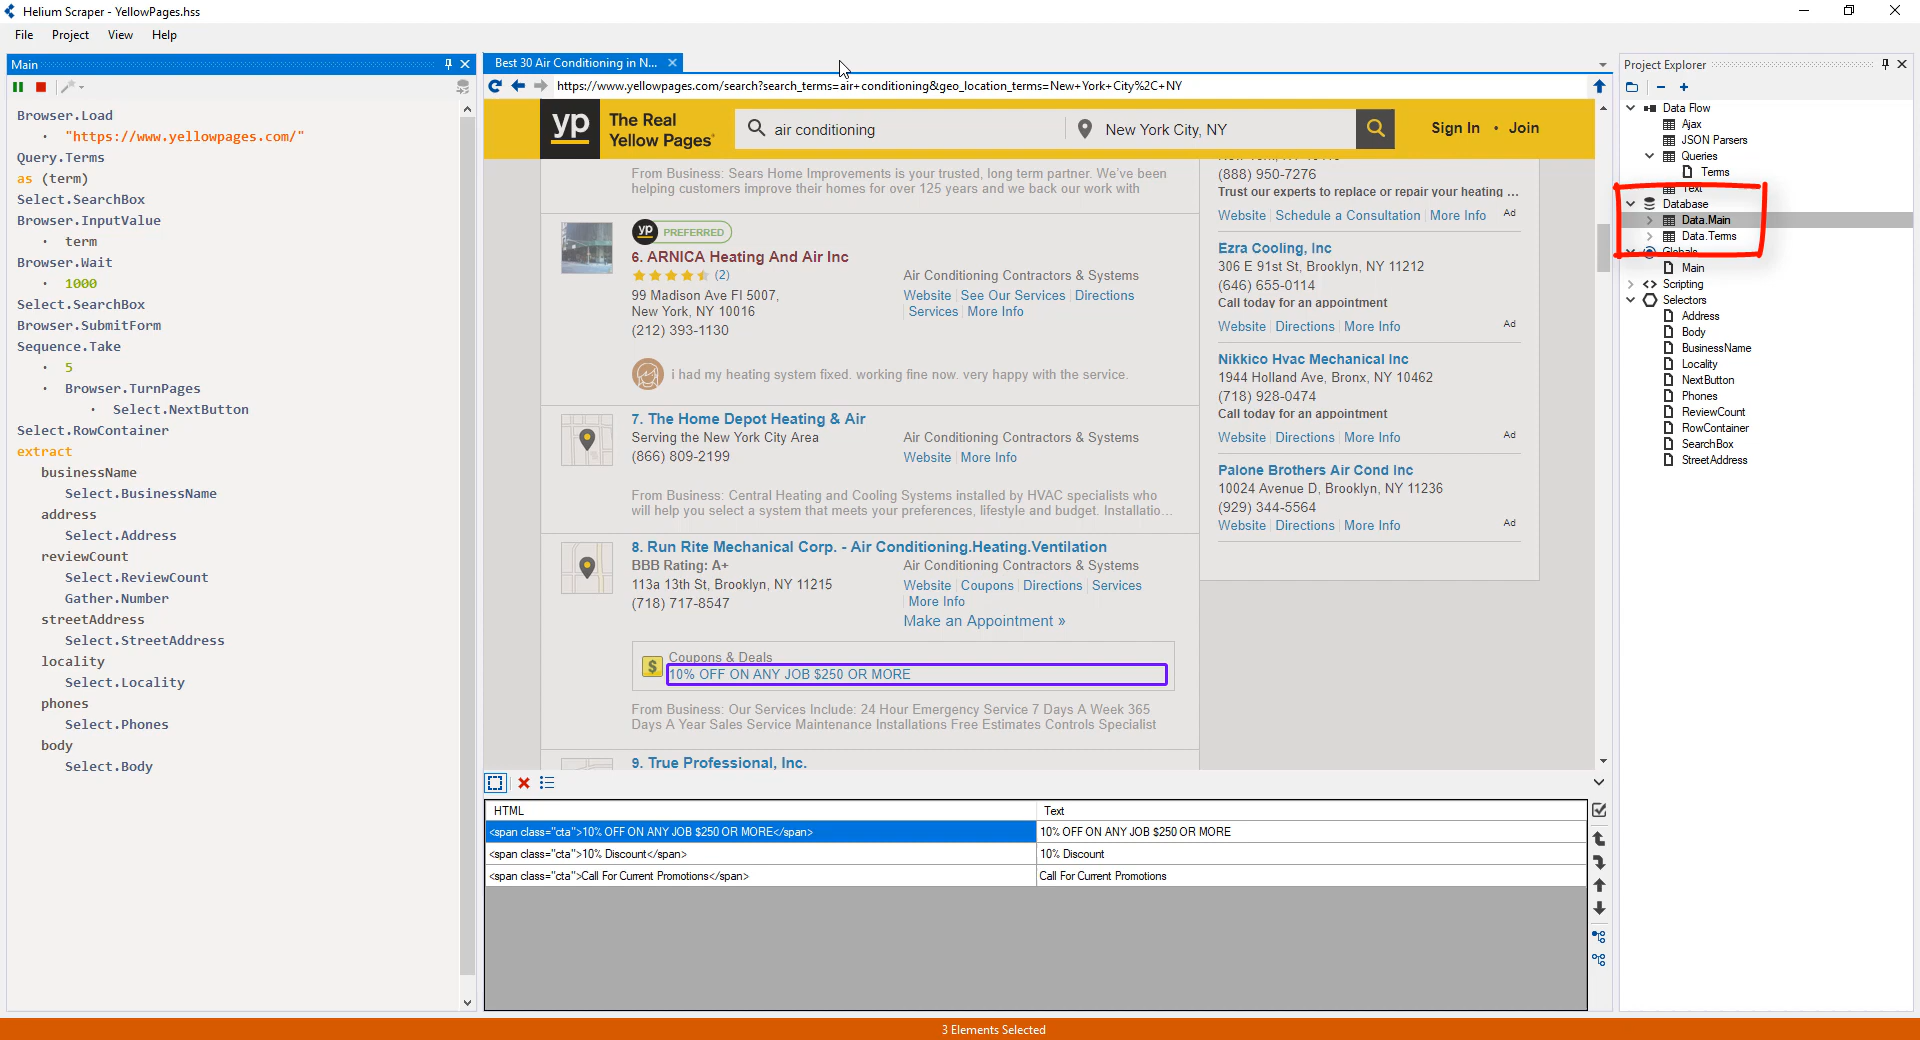 Helium Scraper - YellowPages.hss
File Project View Help
Main
Browser.Load
"https://www.yellowpages.com/"
Query.Terms
as (term)
Select.SearchBox
Browser.InputValue
term
Browser.Wait
1000
Select.SearchBox
Browser.SubmitForm
Sequence.Take
5
Browser.TurnPages
Select.NextButton
Select.RowContainer
extract
businessName
Select.BusinessName
address
Select.Address
reviewCount
Select.ReviewCount
Gather.Number
streetAddress
Select.StreetAddress
locality
Select.Locality
phones
Select.Phones
body
Select.Body
Best 30 Air Conditioning in N...
https://www.yellowpages.com/search?search_terms=air+conditioning&geo_location_terms=New+York+City%2C+NY
yp The Real Yellow Pages
air conditioning
New York City, NY
Sign In • Join
From Business: Sears Home Improvements is your trusted, long term partner. We've been
helping customers improve their homes for over 125 years and we back our work with
yp PREFERRED
6. ARNICA Heating And Air Inc
(2)
99 Madison Ave Fl 5007,
New York, NY 10016
(212) 393-1130
Air Conditioning Contractors & Systems
Website See Our Services Directions
Services More Info
i had my heating system fixed. working fine now. very happy with the service.
7. The Home Depot Heating & Air
Serving the New York City Area
(866) 809-2199
Air Conditioning Contractors & Systems
Website More Info
From Business: Central Heating and Cooling Systems installed by HVAC specialists who
will help you select a system that meets your preferences, lifestyle and budget. Installatio...
8. Run Rite Mechanical Corp. - Air Conditioning.Heating.Ventilation
BBB Rating: A+
113a 13th St, Brooklyn, NY 11215
(718) 717-8547
Air Conditioning Contractors & Systems
Website Coupons Directions Services
More Info
Make an Appointment »
$ Coupons & Deals
10% OFF ON ANY JOB $250 OR MORE
From Business: Our Services Include: 24 Hour Emergency Service 7 Days A Week 365
Days A Year Sales Service Maintenance Installations Free Estimates Controls Specialist
9. True Professional, Inc.
(888) 950-7276
Trust our experts to replace or repair your heating ...
Website Schedule a Consultation More Info Ad
Ezra Cooling, Inc
306 E 91st St, Brooklyn, NY 11212
(646) 655-0114
Call today for an appointment
Website Directions More Info Ad
Nikkico Hvac Mechanical Inc
1944 Holland Ave, Bronx, NY 10462
(718) 928-0474
Call today for an appointment
Website Directions More Info Ad
Palone Brothers Air Cond Inc
10024 Avenue D, Brooklyn, NY 11236
(929) 344-5564
Website Directions More Info Ad
HTML Text
<span class="cta">10% OFF ON ANY JOB $250 OR MORE</span> 10% OFF ON ANY JOB $250 OR MORE
<span class="cta">10% Discount</span> 10% Discount
<span class="cta">Call For Current Promotions</span> Call For Current Promotions
Project Explorer
Data Flow
Ajax
JSON Parsers
Queries
Terms
Text
Database
Data.Main
Data.Terms
Globals
Main
Scripting
Selectors
Address
Body
BusinessName
Locality
NextButton
Phones
ReviewCount
RowContainer
SearchBox
StreetAddress
3 Elements Selected